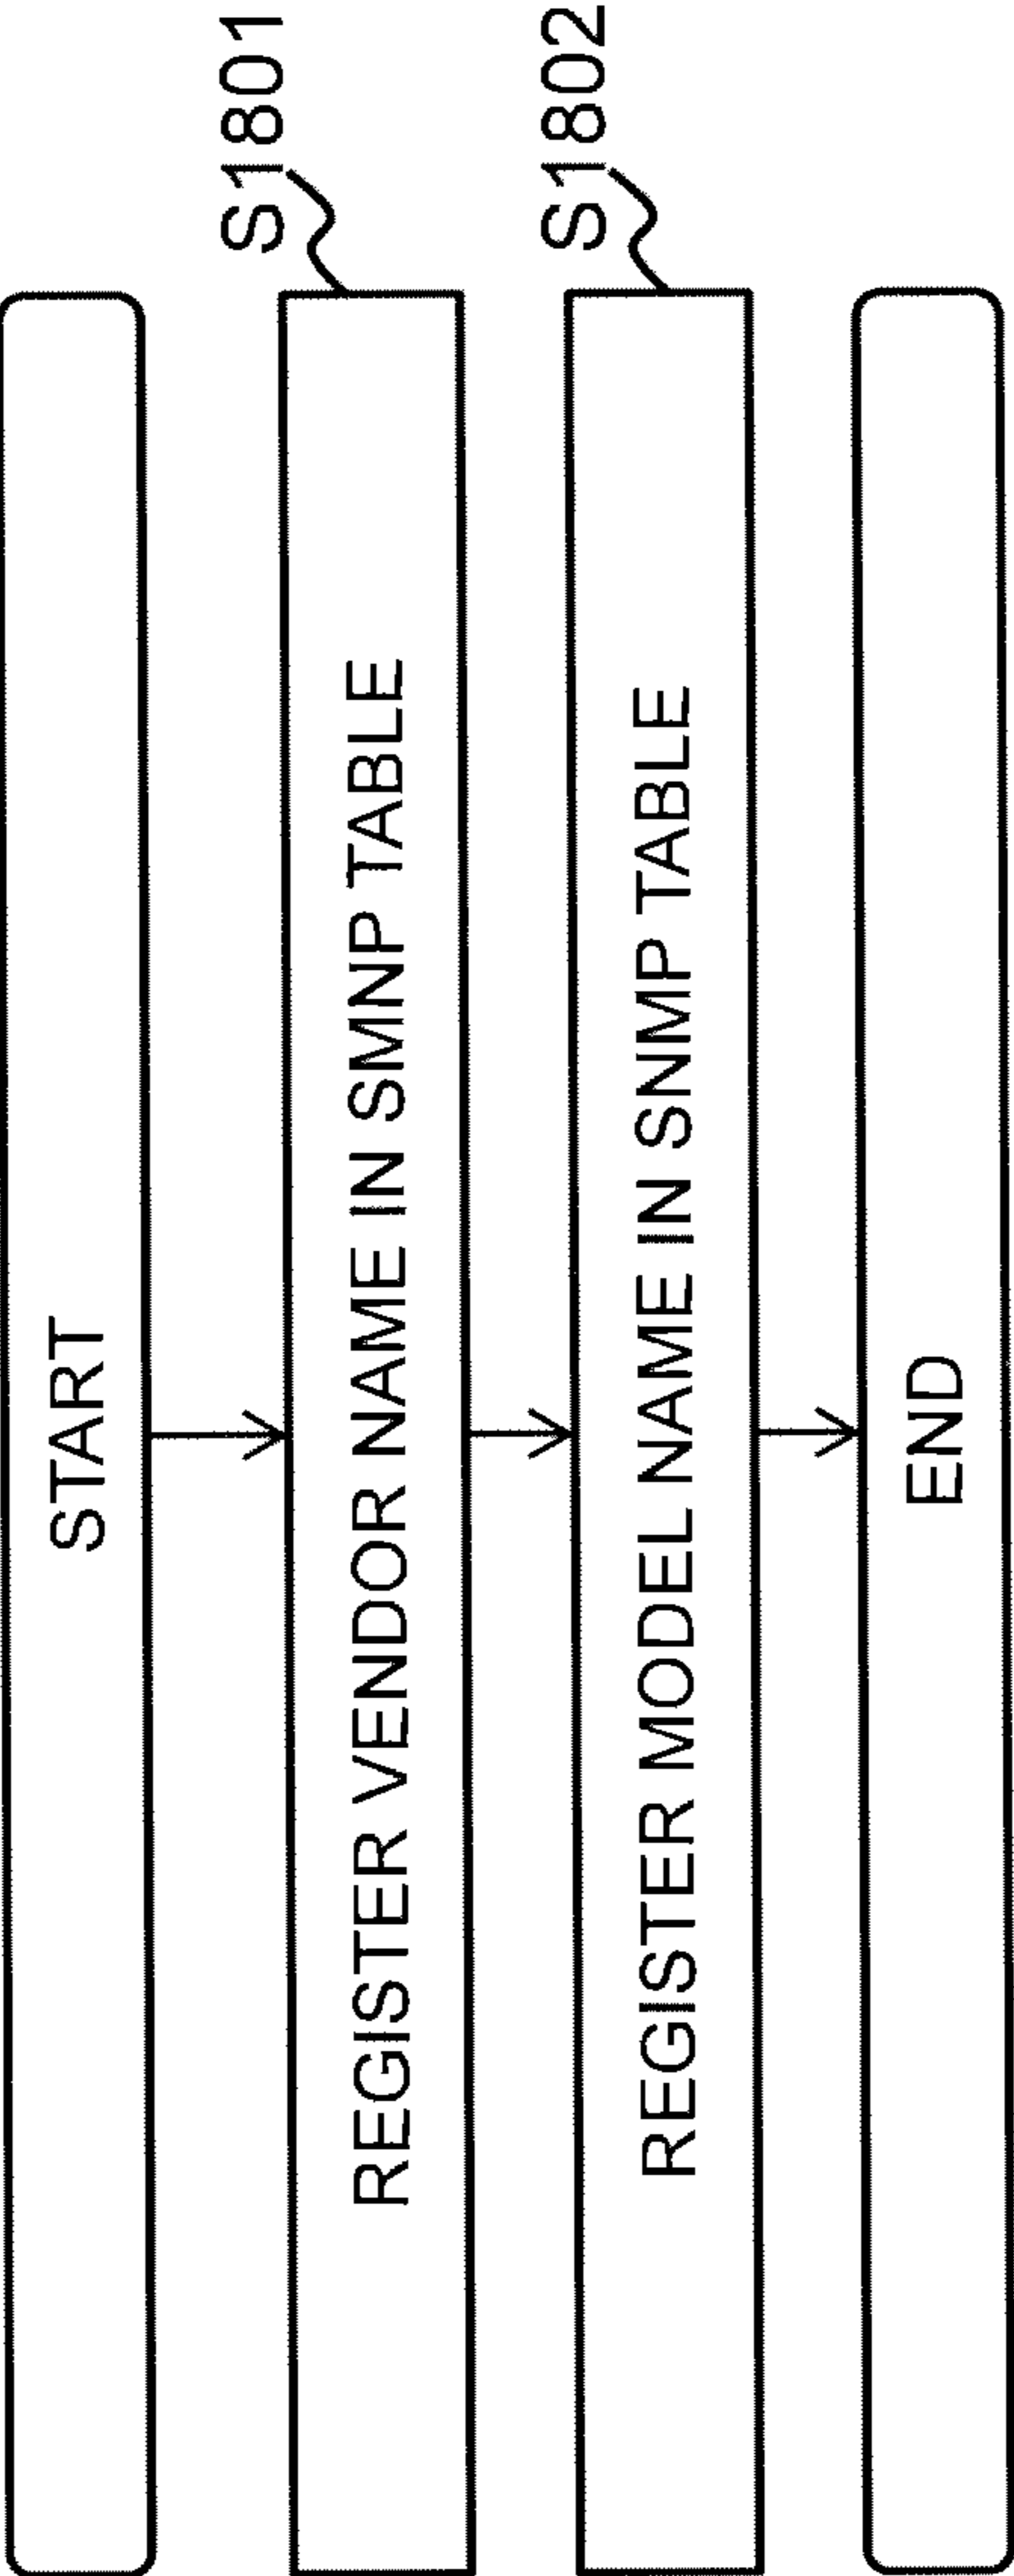 START
S1801
REGISTER VENDOR NAME IN SMNP TABLE
S1802
REGISTER MODEL NAME IN SNMP TABLE
END